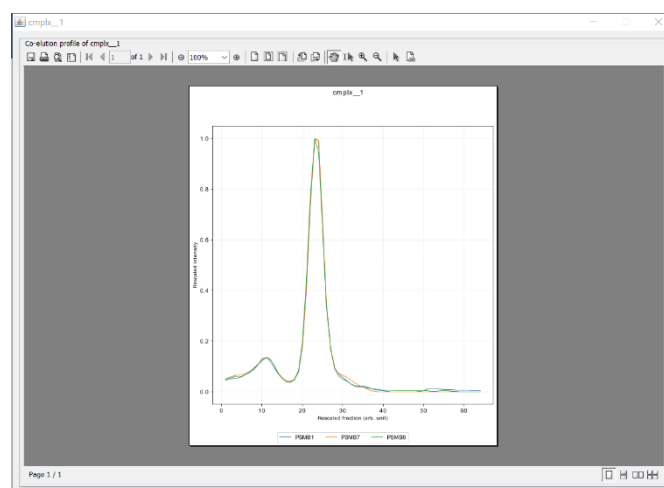 cmplx__1
Co-elution profile of cmplx__1
1 of 1 100%
cmplx__1
1.0
0.8
Rescaled intensity
0.6
0.4
0.2
0.0
0 10 20 30 40 50 60
Rescaled fraction (arb. unit)
PSMB1 PSMB7
Page 1 / 1